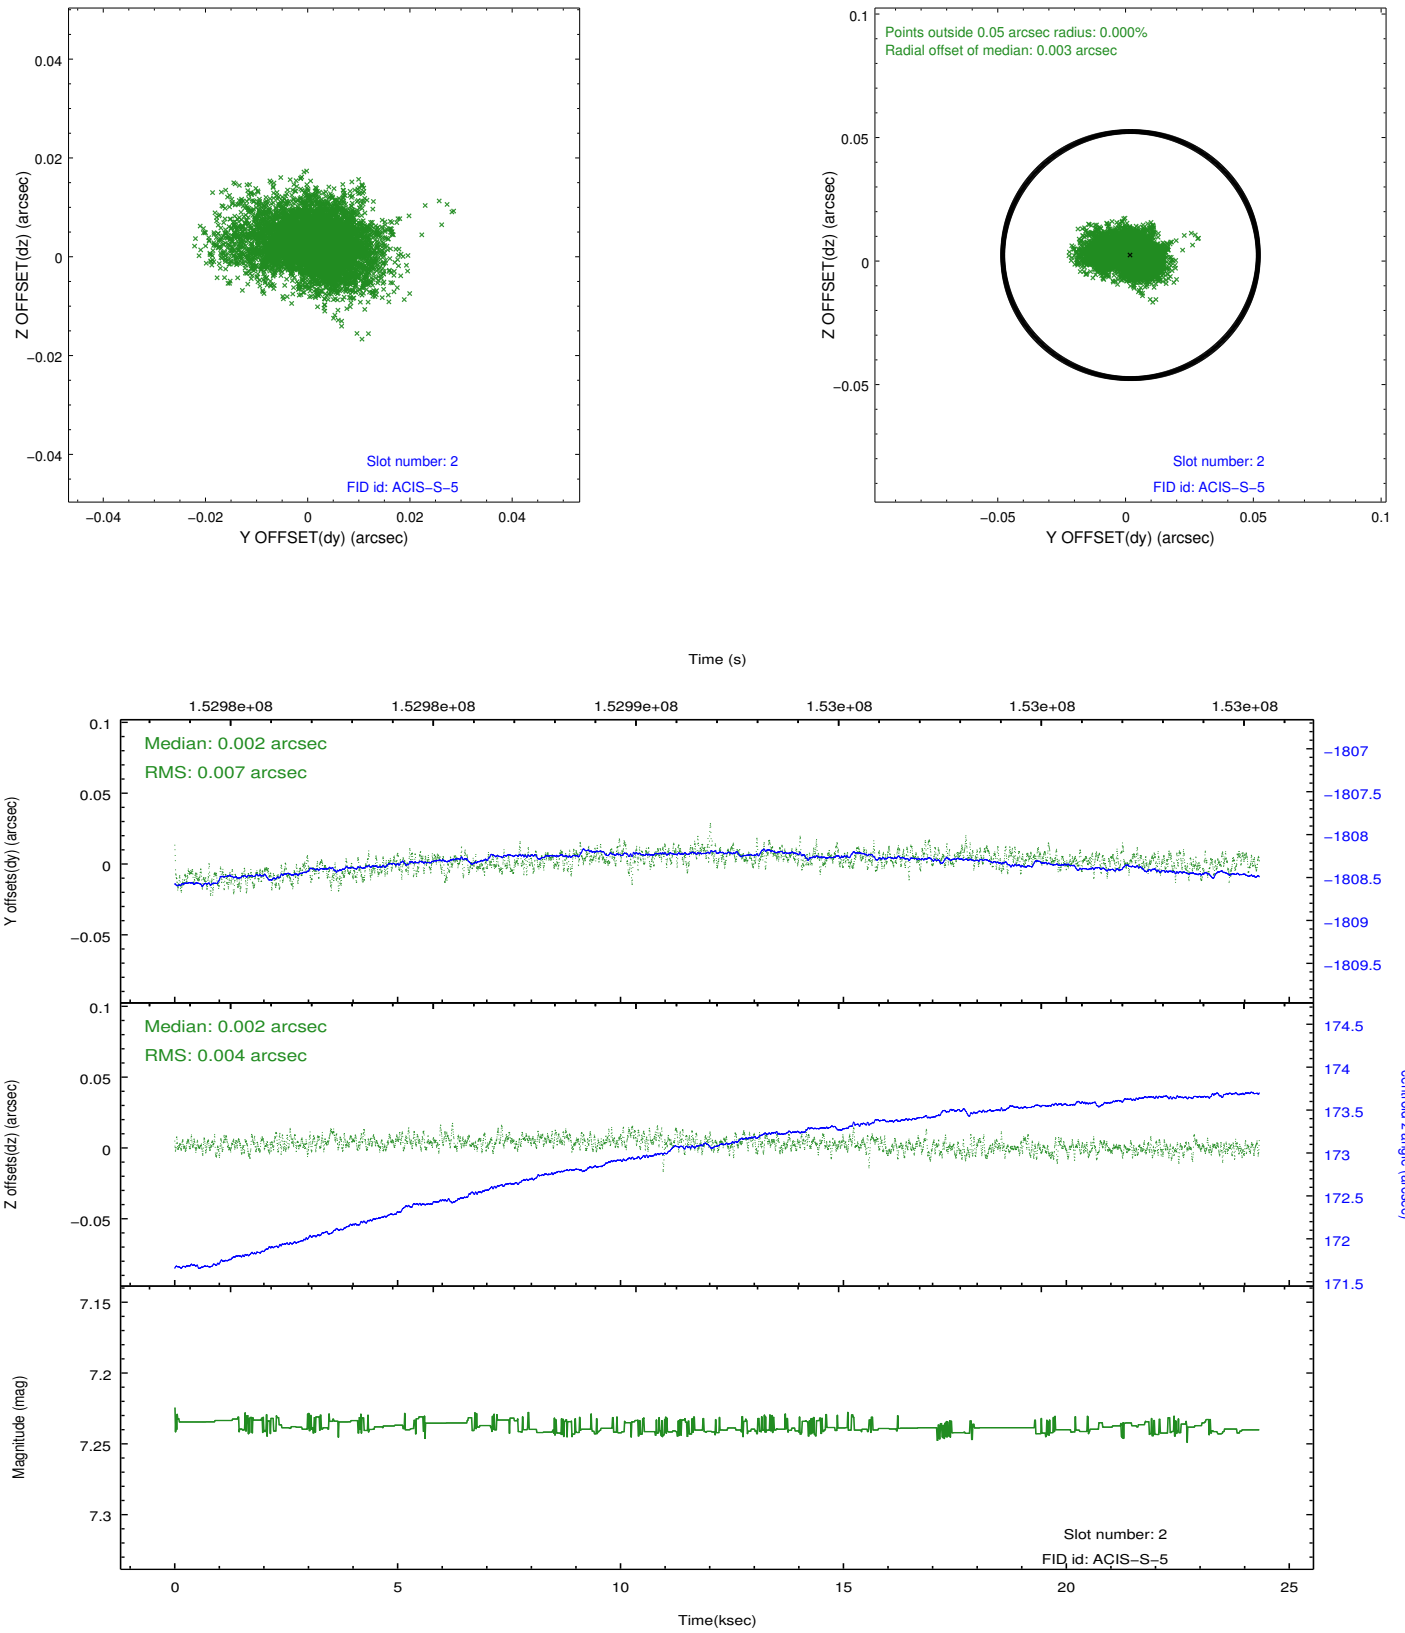 0.04
0.02
0
−0.02
−0.04
Z OFFSET(dz) (arcsec)
Slot number: 2
FID id: ACIS−S−5
−0.04 −0.02 0 0.02 0.04
Y OFFSET(dy) (arcsec)
0.1
0.05
0
−0.05
Z OFFSET(dz) (arcsec)
Points outside 0.05 arcsec radius: 0.000%
Radial offset of median: 0.003 arcsec
Slot number: 2
FID id: ACIS−S−5
−0.05 0 0.05 0.1
Y OFFSET(dy) (arcsec)
Time (s)
1.5298e+08 1.5298e+08 1.5299e+08 1.53e+08 1.53e+08 1.53e+08
0.1
0.05
0
−0.05
Y offsets(dy) (arcsec)
Median: 0.002 arcsec
RMS: 0.007 arcsec
−1807
−1807.5
−1808
−1808.5
−1809
−1809.5
0.1
0.05
0
−0.05
Z offsets(dz) (arcsec)
Median: 0.002 arcsec
RMS: 0.004 arcsec
174.5
174
173.5
173
172.5
172
171.5
centroid z angle (arcsec)
7.15
7.2
7.25
7.3
Magnitude (mag)
Slot number: 2
FID id: ACIS−S−5
0 5 10 15 20 25
Time(ksec)